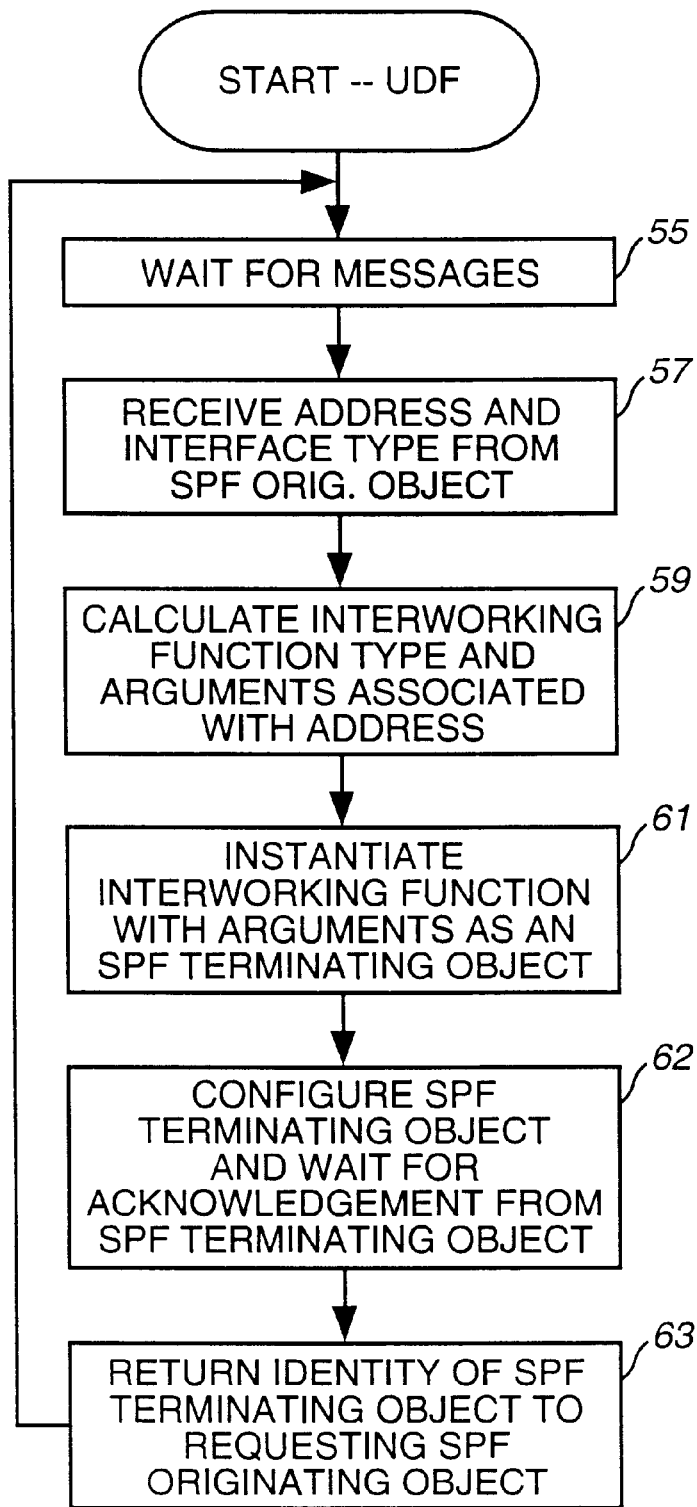 START -- UDF
55
WAIT FOR MESSAGES
57
RECEIVE ADDRESS AND
INTERFACE TYPE FROM
SPF ORIG. OBJECT
59
CALCULATE INTERWORKING
FUNCTION TYPE AND
ARGUMENTS ASSOCIATED
WITH ADDRESS
61
INSTANTIATE
INTERWORKING FUNCTION
WITH ARGUMENTS AS AN
SPF TERMINATING OBJECT
62
CONFIGURE SPF
TERMINATING OBJECT
AND WAIT FOR
ACKNOWLEDGEMENT FROM
SPF TERMINATING OBJECT
63
RETURN IDENTITY OF SPF
TERMINATING OBJECT TO
REQUESTING SPF
ORIGINATING OBJECT